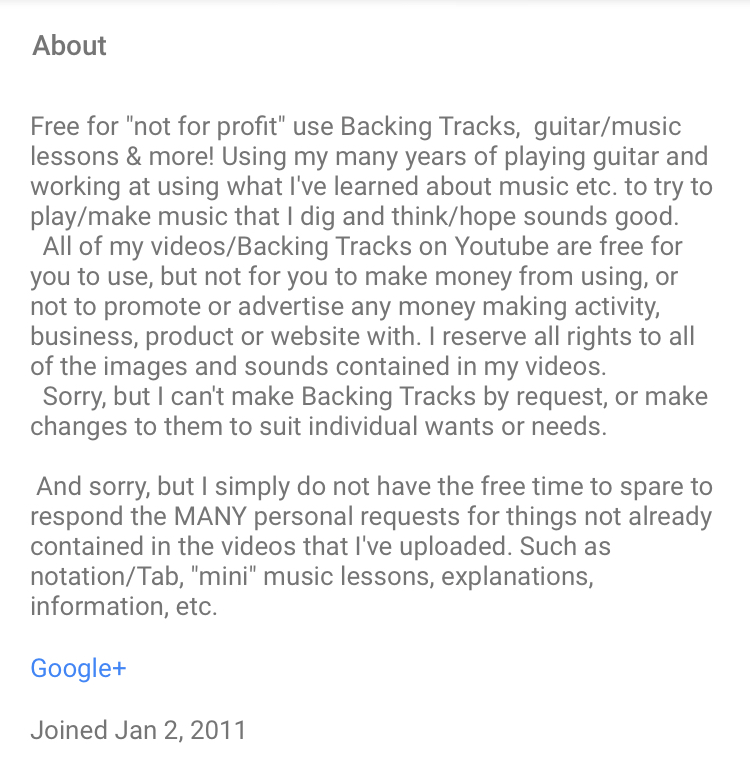 About
Free for "not for profit" use Backing Tracks,  guitar/music
lessons & more! Using my many years of playing guitar and
working at using what I've learned about music etc. to try to
play/make music that I dig and think/hope sounds good.
  All of my videos/Backing Tracks on Youtube are free for
you to use, but not for you to make money from using, or
not to promote or advertise any money making activity,
business, product or website with. I reserve all rights to all
of the images and sounds contained in my videos.
  Sorry, but I can't make Backing Tracks by request, or make
changes to them to suit individual wants or needs.
 And sorry, but I simply do not have the free time to spare to
respond the MANY personal requests for things not already
contained in the videos that I've uploaded. Such as
notation/Tab, "mini" music lessons, explanations,
information, etc.
Google+
Joined Jan 2, 2011